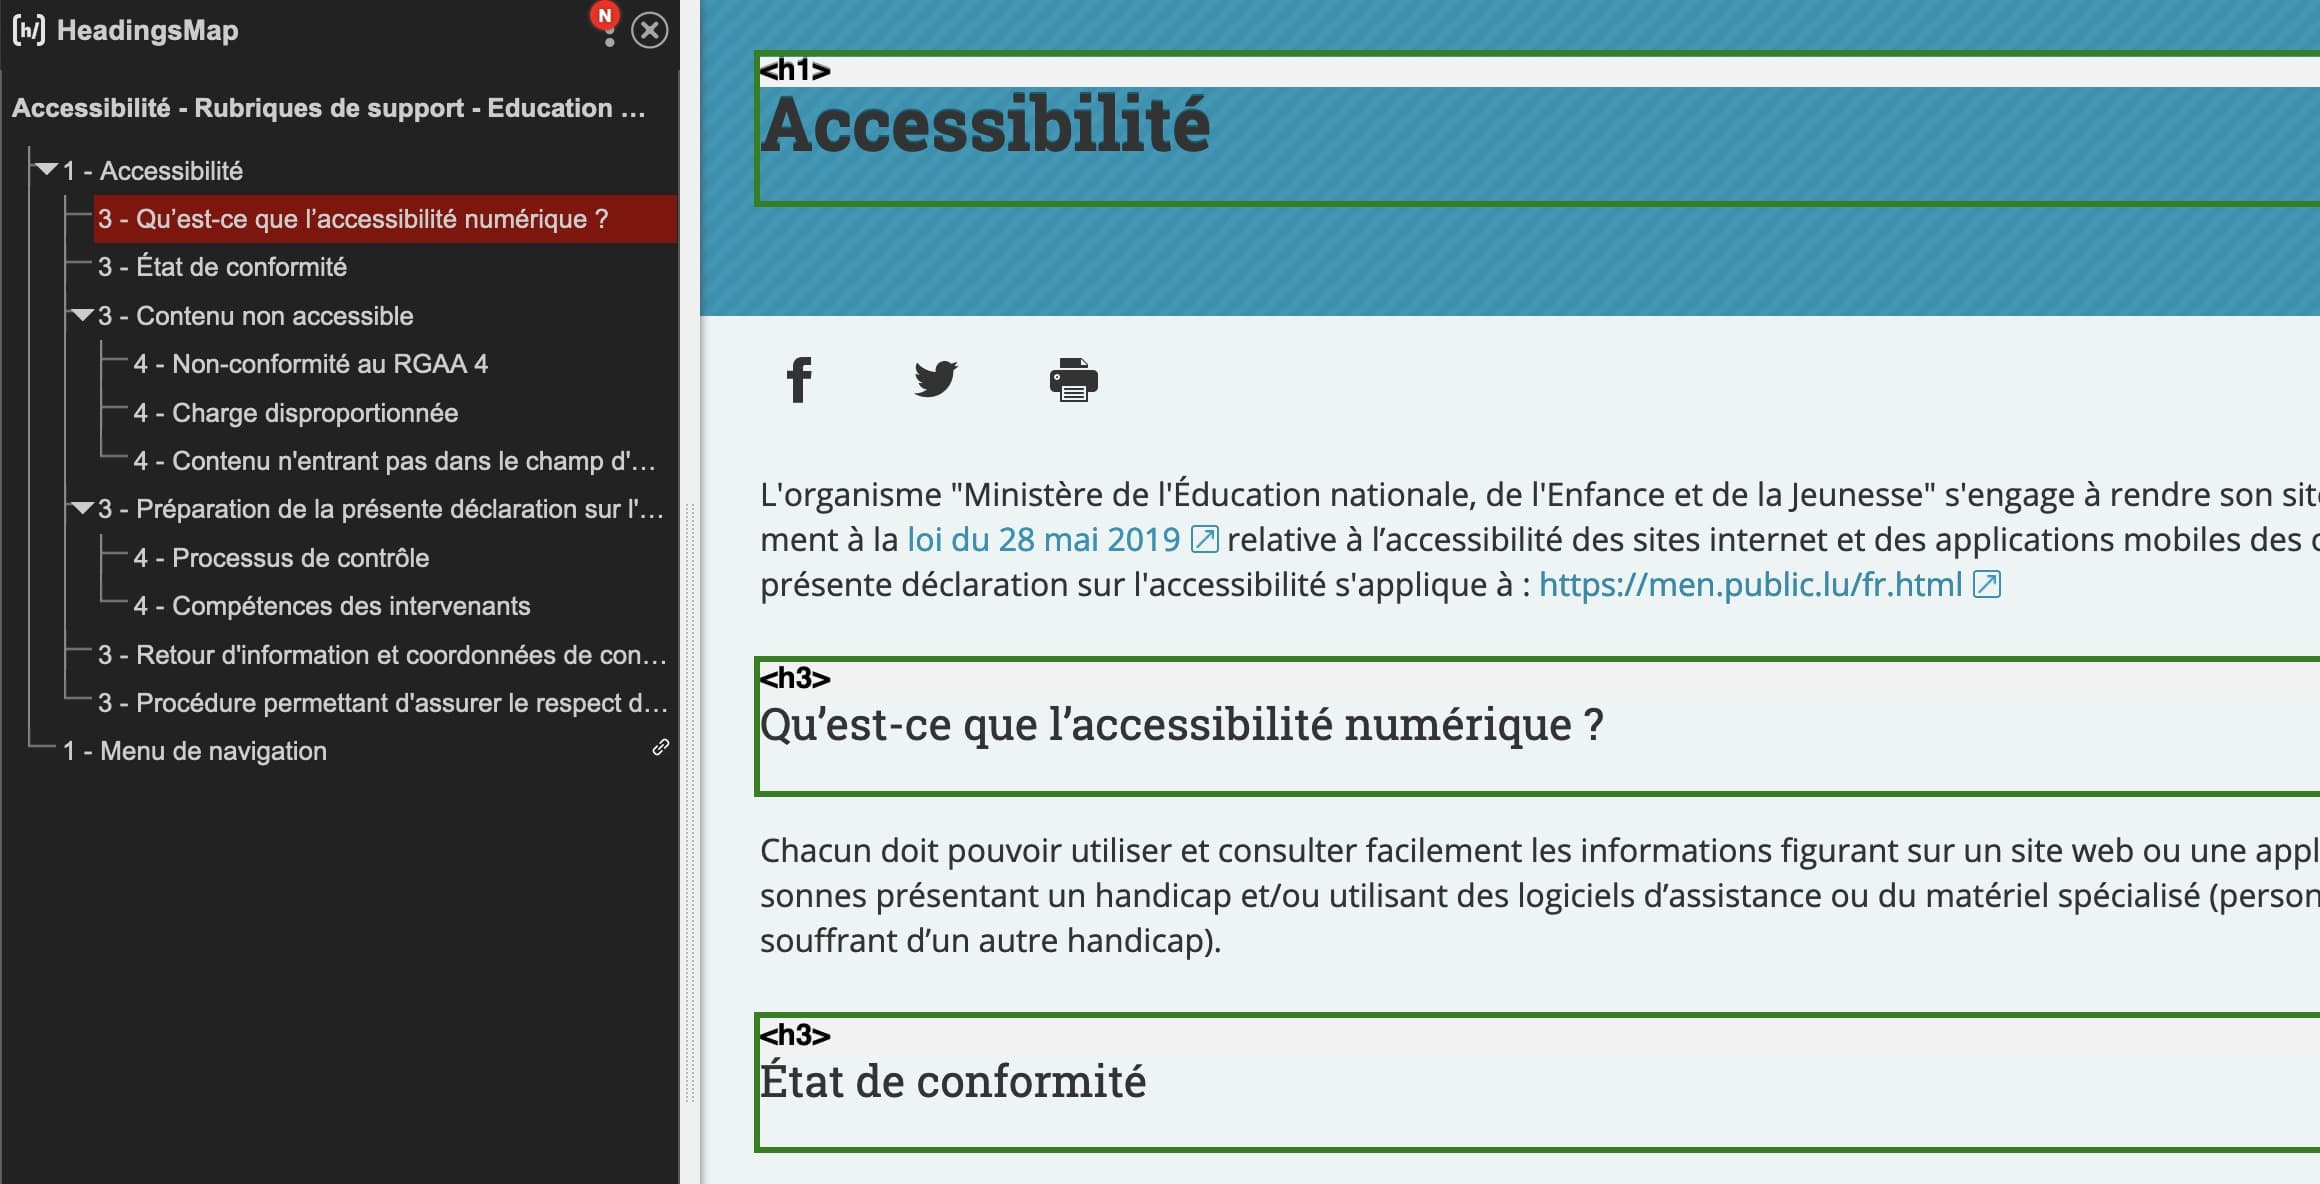 [h/] HeadingsMap
N
Accessibilité - Rubriques de support - Education ...
1 - Accessibilité
3 - Qu’est-ce que l’accessibilité numérique ?
3 - État de conformité
3 - Contenu non accessible
4 - Non-conformité au RGAA 4
4 - Charge disproportionnée
4 - Contenu n'entrant pas dans le champ d'...
3 - Préparation de la présente déclaration sur l'...
4 - Processus de contrôle
4 - Compétences des intervenants
3 - Retour d'information et coordonnées de con...
3 - Procédure permettant d'assurer le respect d...
1 - Menu de navigation
<h1>
Accessibilité
L'organisme "Ministère de l'Éducation nationale, de l'Enfance et de la Jeunesse" s'engage à rendre son site
ment à la loi du 28 mai 2019 relative à l’accessibilité des sites internet et des applications mobiles des
présente déclaration sur l'accessibilité s'applique à : https://men.public.lu/fr.html
<h3>
Qu’est-ce que l’accessibilité numérique ?
Chacun doit pouvoir utiliser et consulter facilement les informations figurant sur un site web ou une appl
sonnes présentant un handicap et/ou utilisant des logiciels d’assistance ou du matériel spécialisé (person
souffrant d’un autre handicap).
<h3>
État de conformité